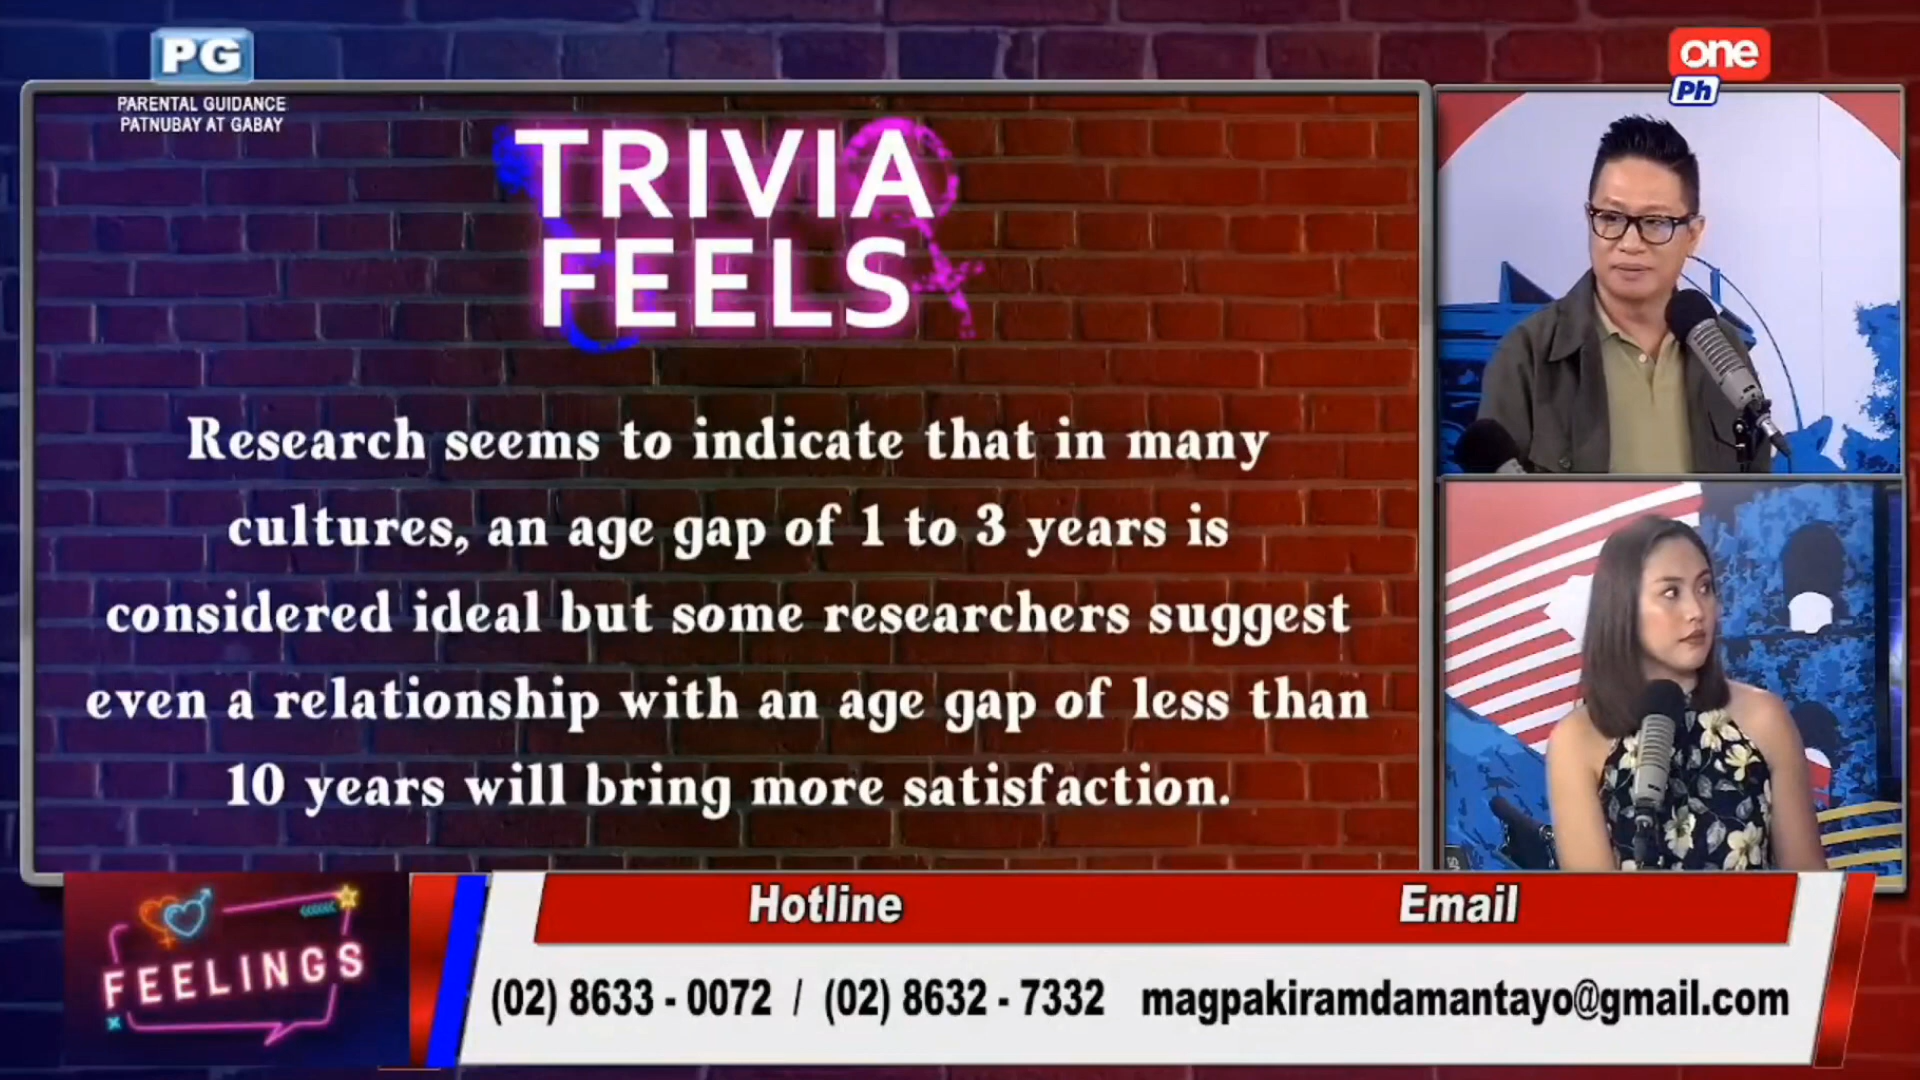 PG
PARENTAL GUIDANCE
PATNUBAY AT GABAY
one
Ph
TRIVIA
FEELS
Research seems to indicate that in many
cultures, an age gap of 1 to 3 years is
considered ideal but some researchers suggest
even a relationship with an age gap of less than
10 years will bring more satisfaction.
FEELINGS
Hotline
Email
(02) 8633 - 0072 / (02) 8632 - 7332
magpakiramdamantayo@gmail.com